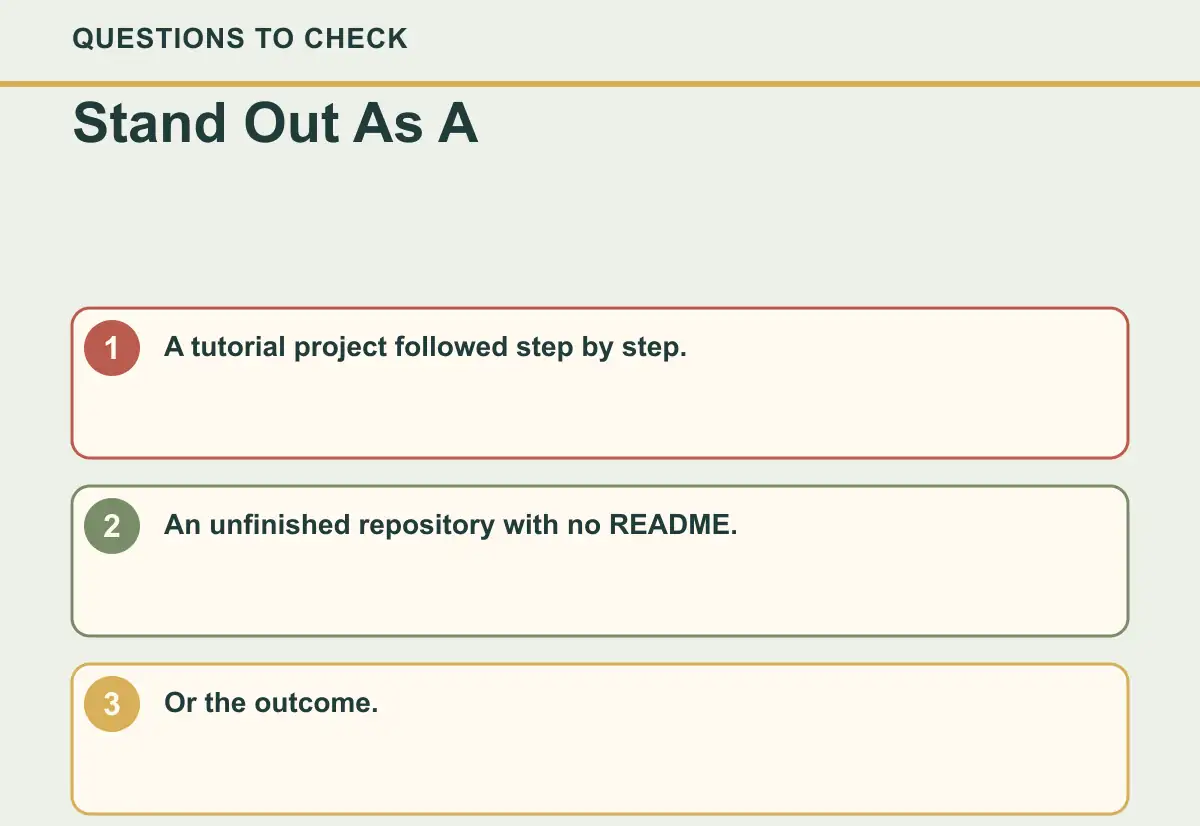 QUESTIONS TO CHECK
Stand Out As A
1 A tutorial project followed step by step.
2 An unfinished repository with no README.
3 Or the outcome.